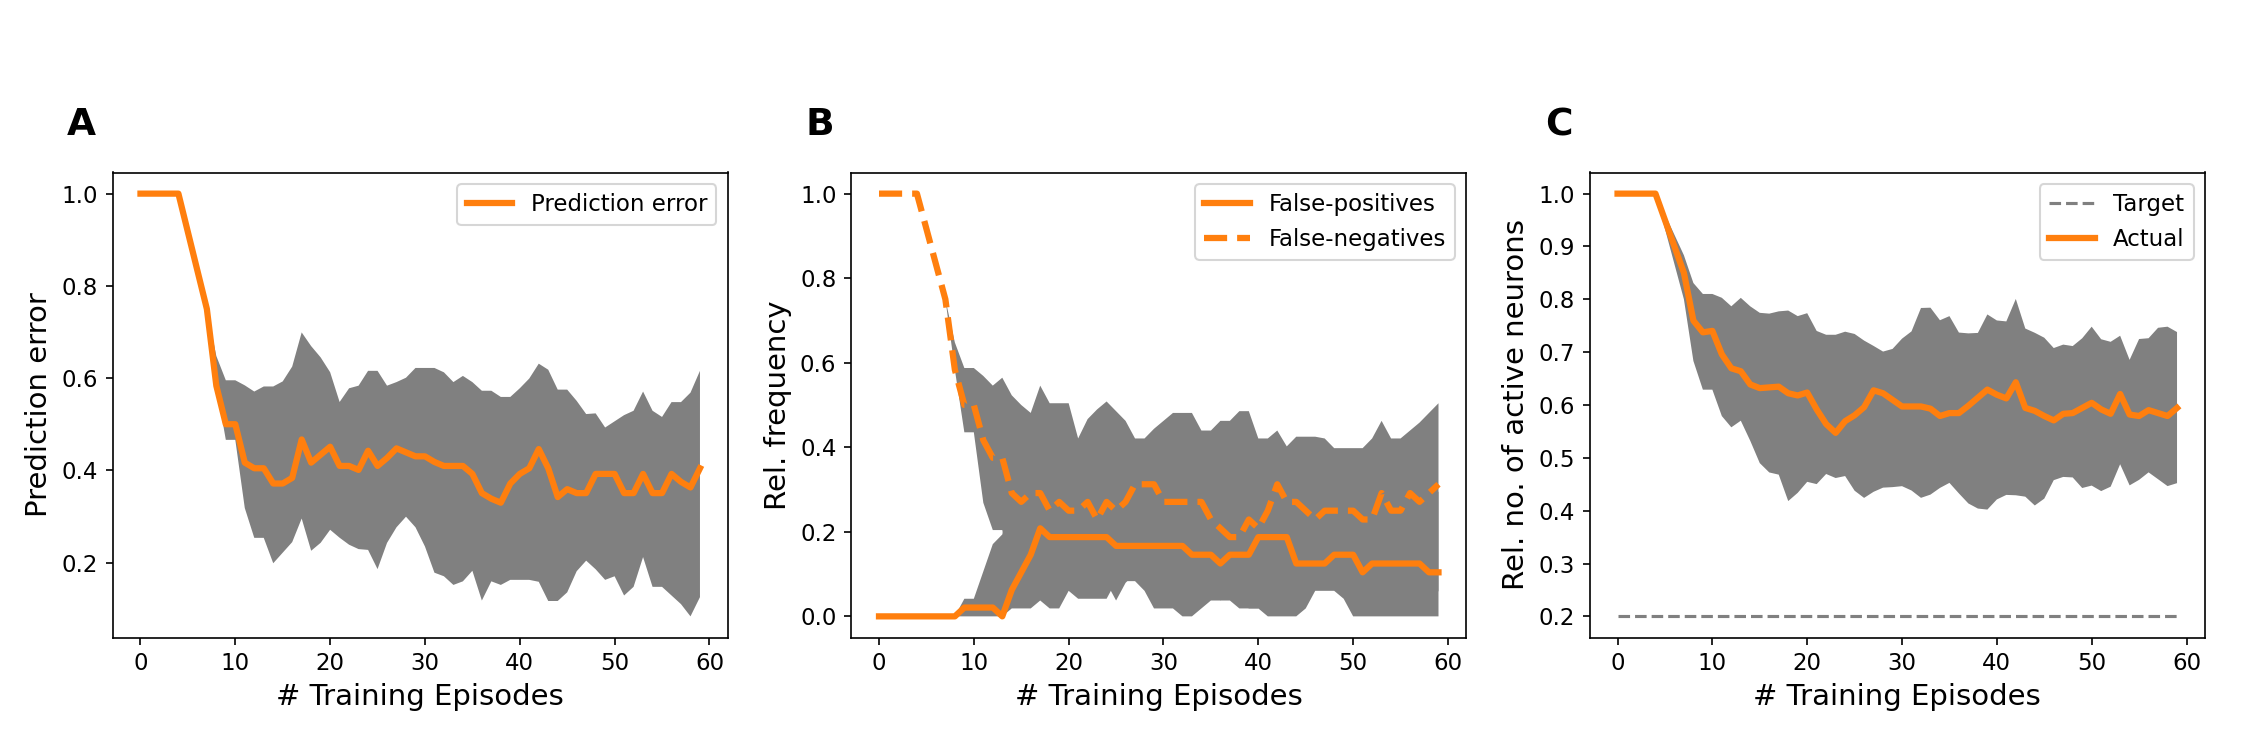 A
B
C
Prediction error
1.0
0.8
0.6
0.4
0.2
0
10
20
30
40
50
60
# Training Episodes
Prediction error
Rel. frequency
1.0
0.8
0.6
0.4
0.2
0.0
0
10
20
30
40
50
60
# Training Episodes
False-positives
False-negatives
Rel. no. of active neurons
1.0
0.9
0.8
0.7
0.6
0.5
0.4
0.3
0.2
0
10
20
30
40
50
60
# Training Episodes
Target
Actual